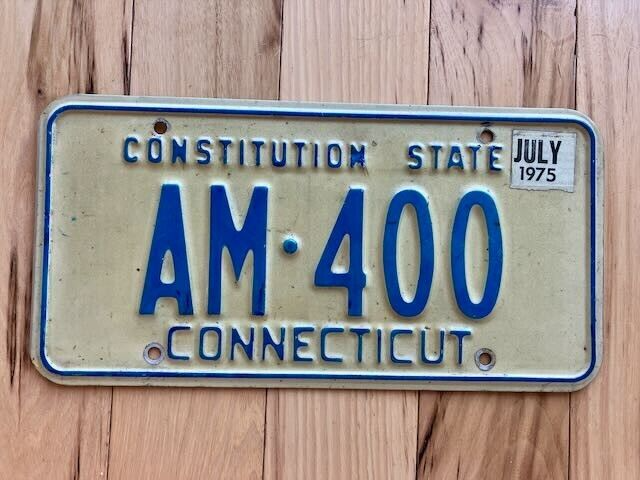 CONSTITUTION STATE
JULY
1975
AM·400
CONNECTICUT